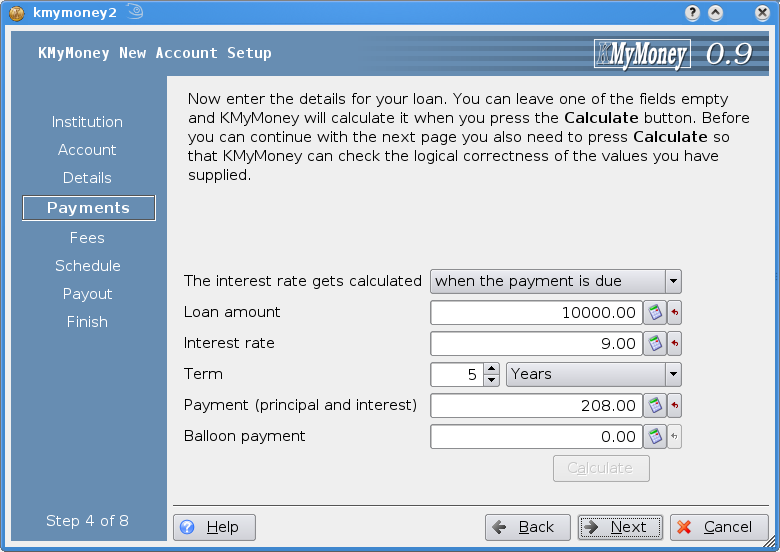 kmymoney2
KMyMoney New Account Setup
KMyMoney 0.9
Institution
Account
Details
Payments
Fees
Schedule
Payout
Finish
Step 4 of 8
Now enter the details for your loan. You can leave one of the fields empty
and KMyMoney will calculate it when you press the Calculate button. Before
you can continue with the next page you also need to press Calculate so
that KMyMoney can check the logical correctness of the values you have
supplied.
The interest rate gets calculated when the payment is due
Loan amount 10000.00
Interest rate 9.00
Term 5 Years
Payment (principal and interest) 208.00
Balloon payment 0.00
Calculate
Help Back Next Cancel